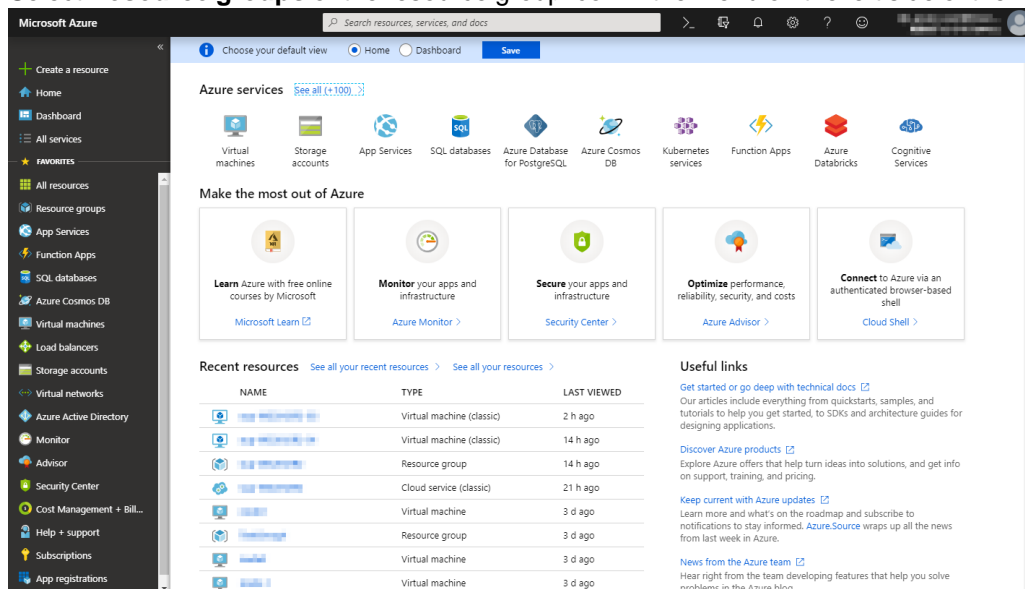 Microsoft Azure
Search resources, services, and docs
Choose your default view Home Dashboard Save
Create a resource
Home
Dashboard
All services
FAVORITES
All resources
Resource groups
App Services
Function Apps
SQL databases
Azure Cosmos DB
Virtual machines
Load balancers
Storage accounts
Virtual networks
Azure Active Directory
Monitor
Advisor
Security Center
Cost Management + Bill...
Help + support
Subscriptions
App registrations
Azure services See all (+100) >
Virtual machines
Storage accounts
App Services
SQL databases
Azure Database for PostgreSQL
Azure Cosmos DB
Kubernetes services
Function Apps
Azure Databricks
Cognitive Services
Make the most out of Azure
Learn Azure with free online
courses by Microsoft
Microsoft Learn
Monitor your apps and
infrastructure
Azure Monitor >
Secure your apps and
infrastructure
Security Center >
Optimize performance,
reliability, security, and costs
Azure Advisor >
Connect to Azure via an
authenticated browser-based
shell
Cloud Shell >
Recent resources See all your recent resources > See all your resources >
NAME TYPE LAST VIEWED
Virtual machine (classic) 2 h ago
Virtual machine (classic) 14 h ago
Resource group 14 h ago
Cloud service (classic) 21 h ago
Virtual machine 3 d ago
Resource group 3 d ago
Virtual machine 3 d ago
Virtual machine 3 d ago
Useful links
Get started or go deep with technical docs
Our articles include everything from quickstarts, samples, and
tutorials to help you get started, to SDKs and architecture guides for
designing applications.
Discover Azure products
Explore Azure offers that help turn ideas into solutions, and get info
on support, training, and pricing.
Keep current with Azure updates
Learn more and what's on the roadmap and subscribe to
notifications to stay informed. Azure.Source wraps up all the news
from last week in Azure.
News from the Azure team
Hear right from the team developing features that help you solve
problems in the Azure blog.